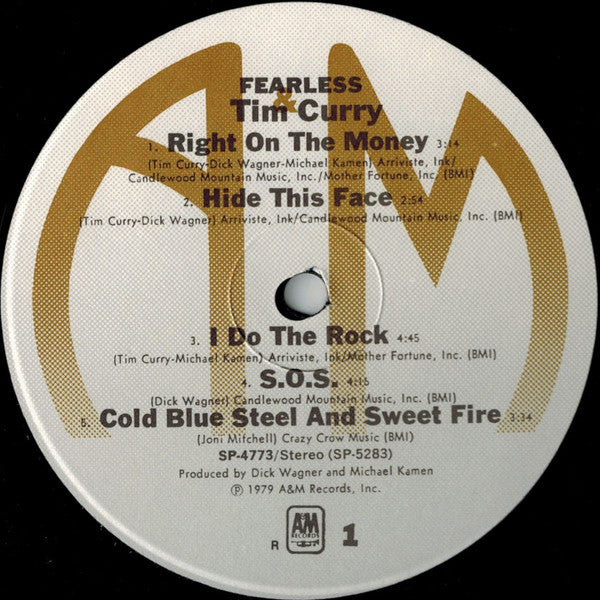 FEARLESS
Tim Curry
1. Right On The Money 3:14
(Tim Curry-Dick Wagner-Michael Kamen) Arriviste, Ink/
Candlewood Mountain Music, Inc./Mother Fortune, Inc. (BMI)
2. Hide This Face 2:54
(Tim Curry-Dick Wagner) Arriviste, Ink/Candlewood Mountain Music, Inc. (BMI)
A&M
3. I Do The Rock 4:45
(Tim Curry-Michael Kamen) Arriviste, Ink/Mother Fortune, Inc. (BMI)
4. S.O.S. 4:15
(Dick Wagner) Candlewood Mountain Music, Inc. (BMI)
5. Cold Blue Steel And Sweet Fire 3:34
(Joni Mitchell) Crazy Crow Music (BMI)
SP-4773/Stereo (SP-5283)
Produced by Dick Wagner and Michael Kamen
℗ 1979 A&M Records, Inc.
R A&M RECORDS 1